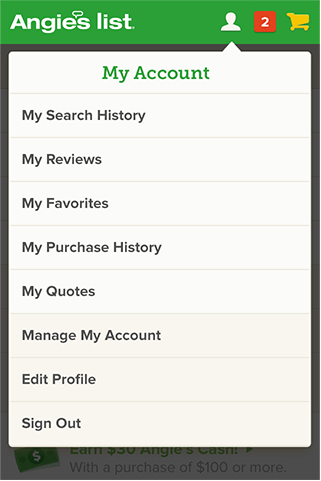 Angie's list
2
My Account
My Search History
My Reviews
My Favorites
My Purchase History
My Quotes
Manage My Account
Edit Profile
Sign Out
Earn $30 Angie's Cash!
With a purchase of $100 or more.